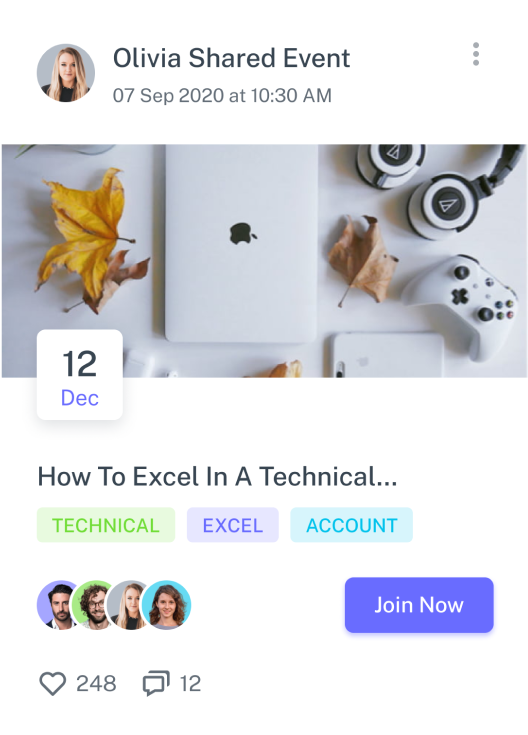 Olivia Shared Event
07 Sep 2020 at 10:30 AM
12
Dec
How To Excel In A Technical...
TECHNICAL EXCEL ACCOUNT
Join Now
248 12